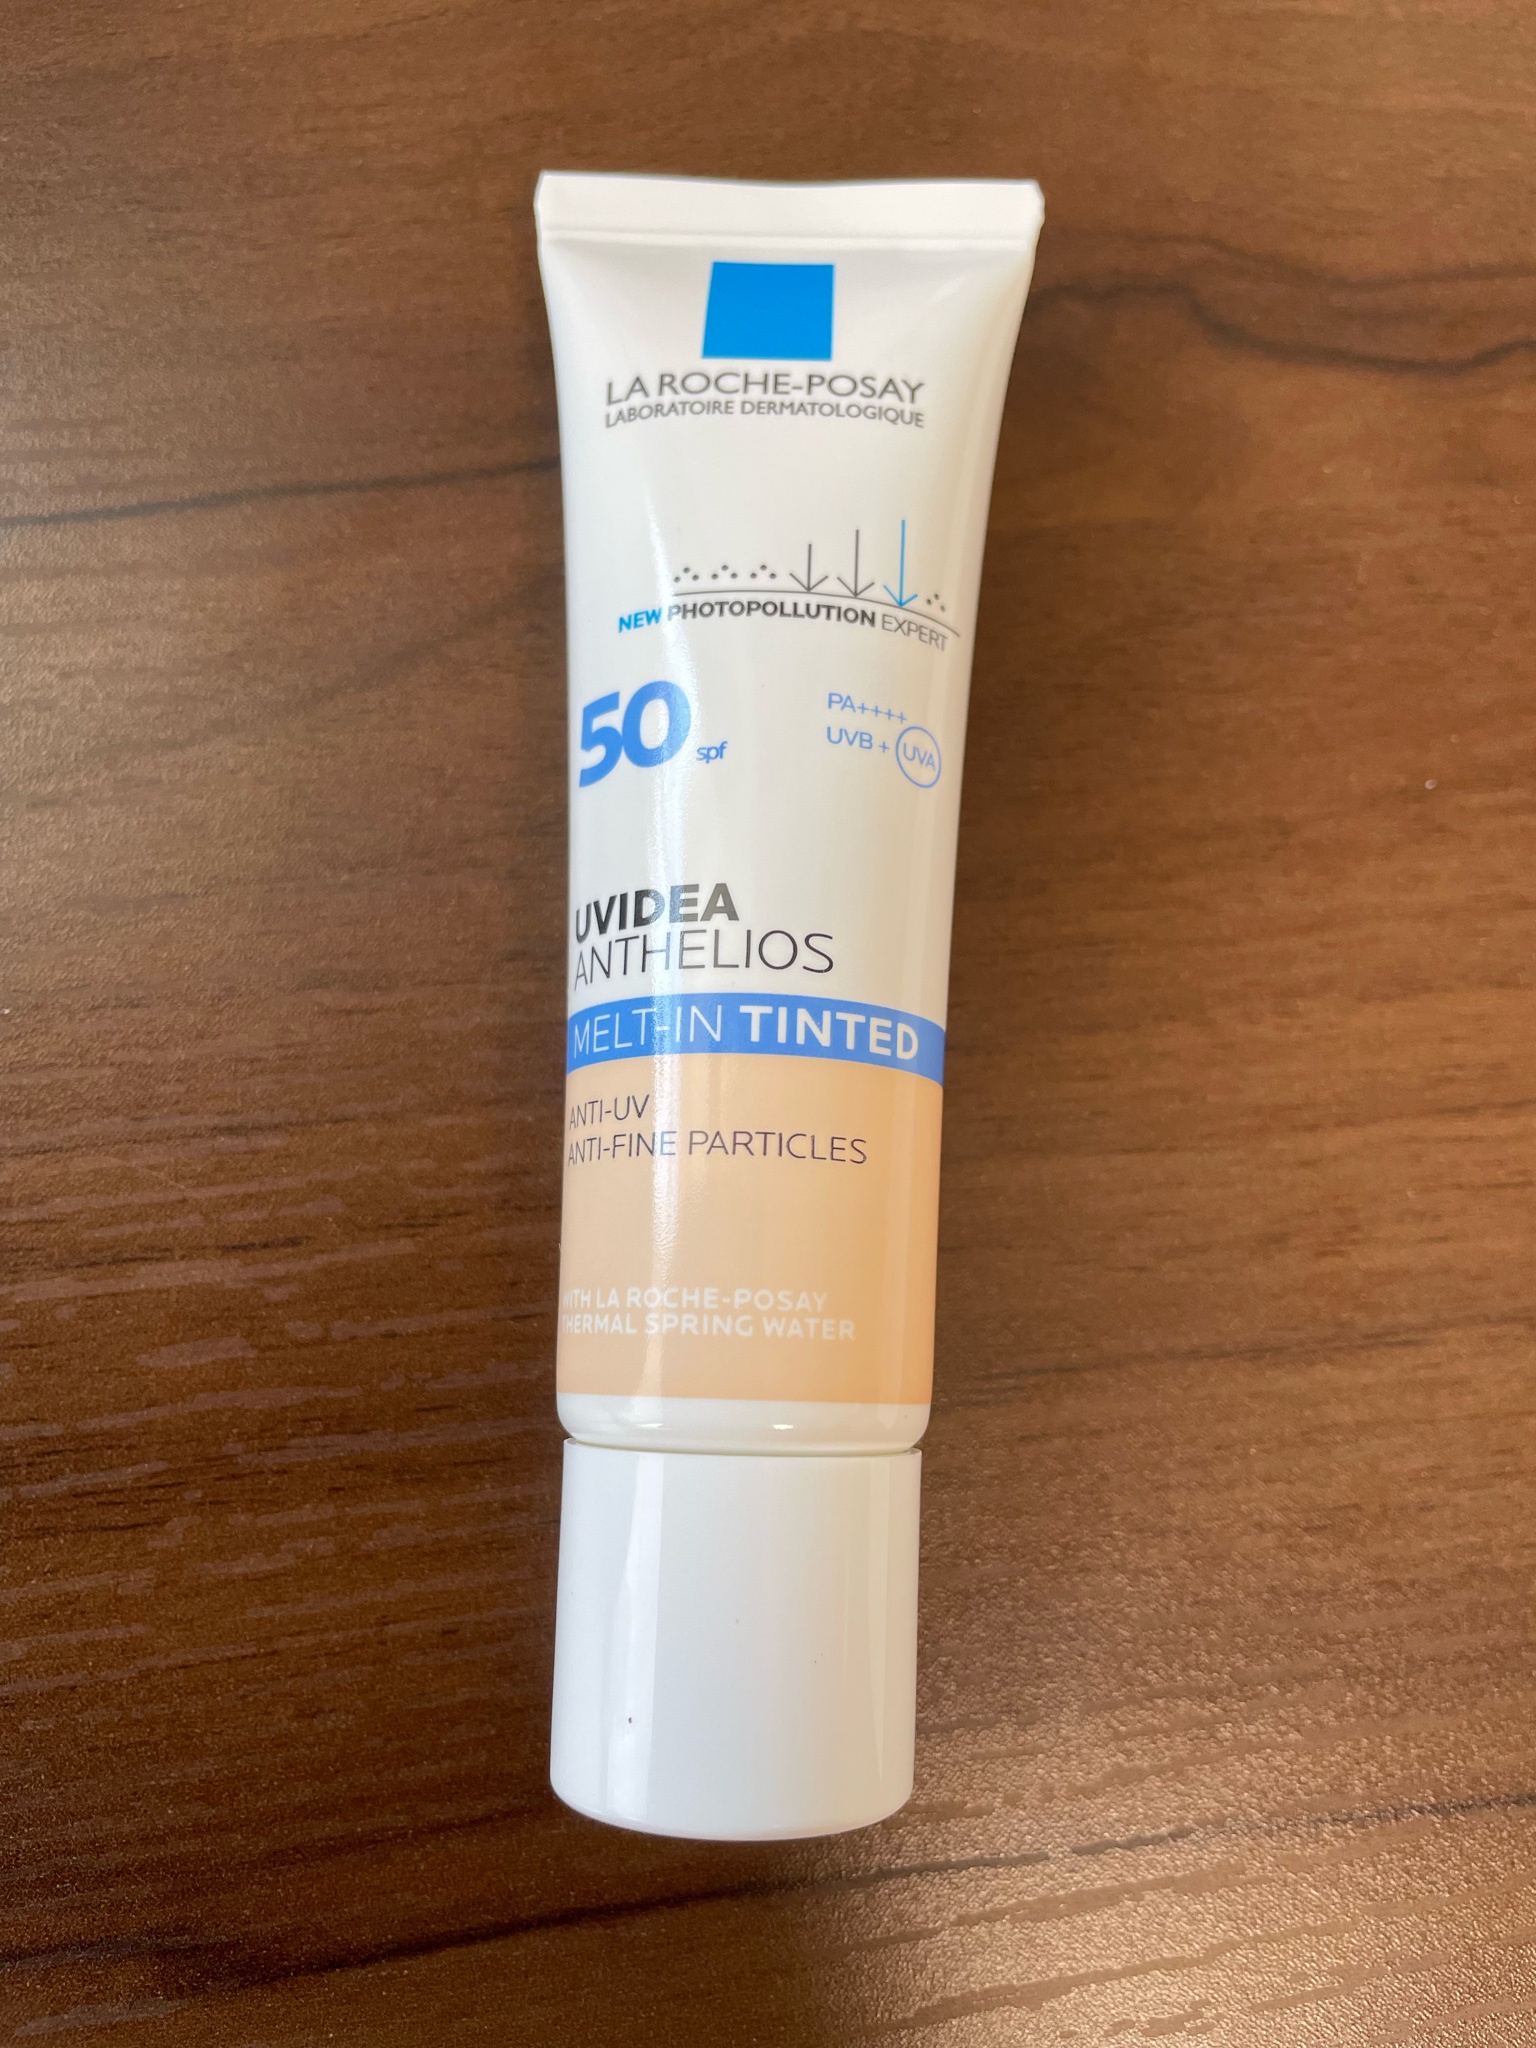 LA ROCHE-POSAY
LABORATOIRE DERMATOLOGIQUE
NEW PHOTOPOLLUTION EXPERT
50 spf
PA++++
UVB + UVA
UVIDEA
ANTHELIOS
MELT-IN TINTED
ANTI-UV
ANTI-FINE PARTICLES
WITH LA ROCHE-POSAY
THERMAL SPRING WATER